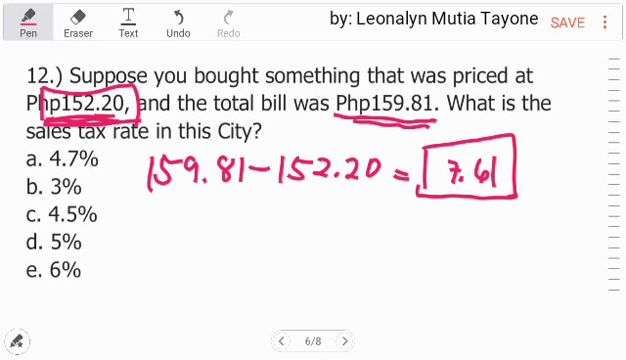 by: Leonalyn Mutia Tayone
SAVE
Pen
Eraser
Text
Undo
Redo
12.) Suppose you bought something that was priced at
Php152.20, and the total bill was Php159.81. What is the
sales tax rate in this City?
a. 4.7%
159.81 - 152.20 = 7.61
b. 3%
c. 4.5%
d. 5%
e. 6%
6/8